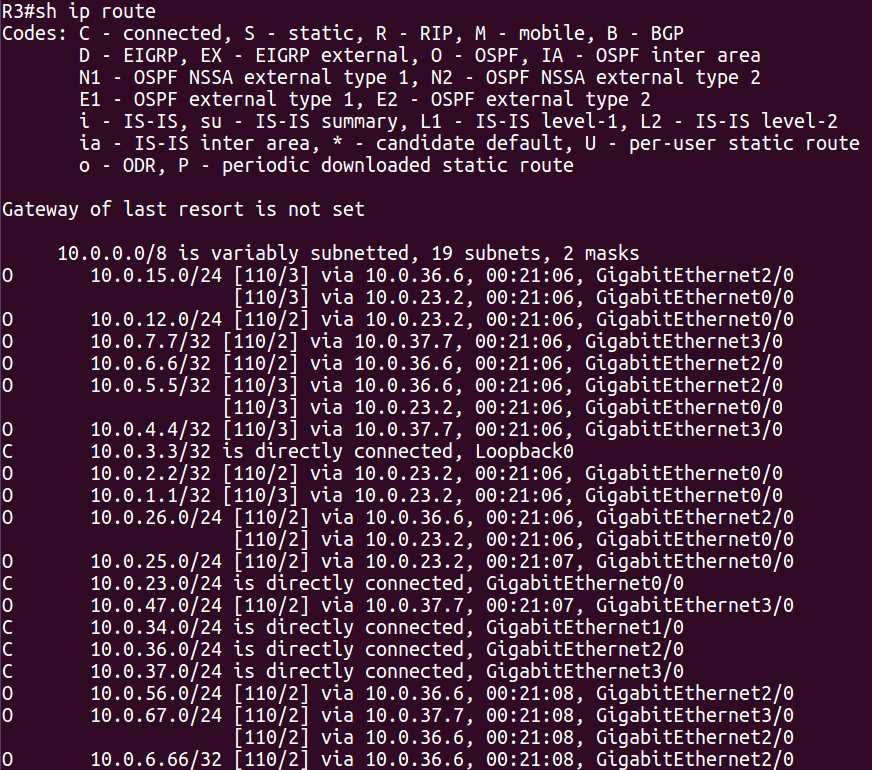 R3#sh ip route
Codes: C - connected, S - static, R - RIP, M - mobile, B - BGP
       D - EIGRP, EX - EIGRP external, O - OSPF, IA - OSPF inter area
       N1 - OSPF NSSA external type 1, N2 - OSPF NSSA external type 2
       E1 - OSPF external type 1, E2 - OSPF external type 2
       i - IS-IS, su - IS-IS summary, L1 - IS-IS level-1, L2 - IS-IS level-2
       ia - IS-IS inter area, * - candidate default, U - per-user static route
       o - ODR, P - periodic downloaded static route
Gateway of last resort is not set
     10.0.0.0/8 is variably subnetted, 19 subnets, 2 masks
O       10.0.15.0/24 [110/3] via 10.0.36.6, 00:21:06, GigabitEthernet2/0
                     [110/3] via 10.0.23.2, 00:21:06, GigabitEthernet0/0
O       10.0.12.0/24 [110/2] via 10.0.23.2, 00:21:06, GigabitEthernet0/0
O       10.0.7.7/32 [110/2] via 10.0.37.7, 00:21:06, GigabitEthernet3/0
O       10.0.6.6/32 [110/2] via 10.0.36.6, 00:21:06, GigabitEthernet2/0
O       10.0.5.5/32 [110/3] via 10.0.36.6, 00:21:06, GigabitEthernet2/0
                    [110/3] via 10.0.23.2, 00:21:06, GigabitEthernet0/0
O       10.0.4.4/32 [110/3] via 10.0.37.7, 00:21:06, GigabitEthernet3/0
C       10.0.3.3/32 is directly connected, Loopback0
O       10.0.2.2/32 [110/2] via 10.0.23.2, 00:21:06, GigabitEthernet0/0
O       10.0.1.1/32 [110/3] via 10.0.23.2, 00:21:06, GigabitEthernet0/0
O       10.0.26.0/24 [110/2] via 10.0.36.6, 00:21:06, GigabitEthernet2/0
                     [110/2] via 10.0.23.2, 00:21:06, GigabitEthernet0/0
O       10.0.25.0/24 [110/2] via 10.0.23.2, 00:21:07, GigabitEthernet0/0
C       10.0.23.0/24 is directly connected, GigabitEthernet0/0
O       10.0.47.0/24 [110/2] via 10.0.37.7, 00:21:07, GigabitEthernet3/0
C       10.0.34.0/24 is directly connected, GigabitEthernet1/0
C       10.0.36.0/24 is directly connected, GigabitEthernet2/0
C       10.0.37.0/24 is directly connected, GigabitEthernet3/0
O       10.0.56.0/24 [110/2] via 10.0.36.6, 00:21:08, GigabitEthernet2/0
O       10.0.67.0/24 [110/2] via 10.0.37.7, 00:21:08, GigabitEthernet3/0
                     [110/2] via 10.0.36.6, 00:21:08, GigabitEthernet2/0
O       10.0.6.66/32 [110/2] via 10.0.36.6, 00:21:08, GigabitEthernet2/0